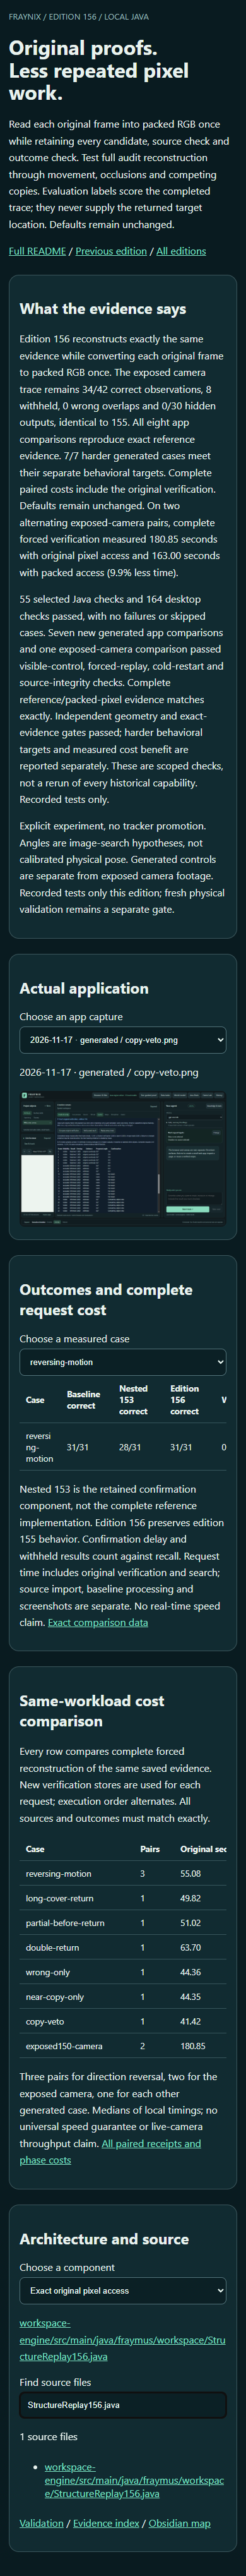 FRAYNIX / EDITION 156 / LOCAL JAVA
Original proofs.
Less repeated pixel
work.
Read each original frame into packed RGB once
while retaining every candidate, source check and
outcome check. Test full audit reconstruction
through movement, occlusions and competing
copies. Evaluation labels score the completed
trace; they never supply the returned target
location. Defaults remain unchanged.
Full README / Previous edition / All editions
What the evidence says
Edition 156 reconstructs exactly the same
evidence while converting each original frame
to packed RGB once. The exposed camera
trace remains 34/42 correct observations, 8
withheld, 0 wrong overlaps and 0/30 hidden
outputs, identical to 155. All eight app
comparisons reproduce exact reference
evidence. 7/7 harder generated cases meet
their separate behavioral targets. Complete
paired costs include the original verification.
Defaults remain unchanged. On two
alternating exposed-camera pairs, complete
forced verification measured 180.85 seconds
with original pixel access and 163.00 seconds
with packed access (9.9% less time).
55 selected Java checks and 164 desktop
checks passed, with no failures or skipped
cases. Seven new generated app comparisons
and one exposed-camera comparison passed
visible-control, forced-replay, cold-restart and
source-integrity checks. Complete
reference/packed-pixel evidence matches
exactly. Independent geometry and exact-
evidence gates passed; harder behavioral
targets and measured cost benefit are
reported separately. These are scoped checks,
not a rerun of every historical capability.
Recorded tests only.
Explicit experiment, no tracker promotion.
Angles are image-search hypotheses, not
calibrated physical pose. Generated controls
are separate from exposed camera footage.
Recorded tests only this edition; fresh physical
validation remains a separate gate.
Actual application
Choose an app capture
2026-11-17 · generated / copy-veto.png
2026-11-17 · generated / copy-veto.png
Outcomes and complete
request cost
Choose a measured case
reversing-motion
Case Baseline correct Nested 153 correct Edition 156 correct W
reversi
ng-
motion 31/31 28/31 31/31 0
Nested 153 is the retained confirmation
component, not the complete reference
implementation. Edition 156 preserves edition
155 behavior. Confirmation delay and
withheld results count against recall. Request
time includes original verification and search;
source import, baseline processing and
screenshots are separate. No real-time speed
claim. Exact comparison data
Same-workload cost
comparison
Every row compares complete forced
reconstruction of the same saved evidence.
New verification stores are used for each
request; execution order alternates. All
sources and outcomes must match exactly.
Case Pairs Original sec
reversing-motion 3 55.08
long-cover-return 1 49.82
partial-before-return 1 51.02
double-return 1 63.70
wrong-only 1 44.36
near-copy-only 1 44.35
copy-veto 1 41.42
exposed150-camera 2 180.85
Three pairs for direction reversal, two for the
exposed camera, one for each other
generated case. Medians of local timings; no
universal speed guarantee or live-camera
throughput claim. All paired receipts and
phase costs
Architecture and source
Choose a component
Exact original pixel access
workspace-
engine/src/main/java/fraymus/workspace/Stru
ctureReplay156.java
Find source files
StructureReplay156.java
1 source files
workspace-
engine/src/main/java/fraymus/workspac
e/StructureReplay156.java
Validation / Evidence index / Obsidian map